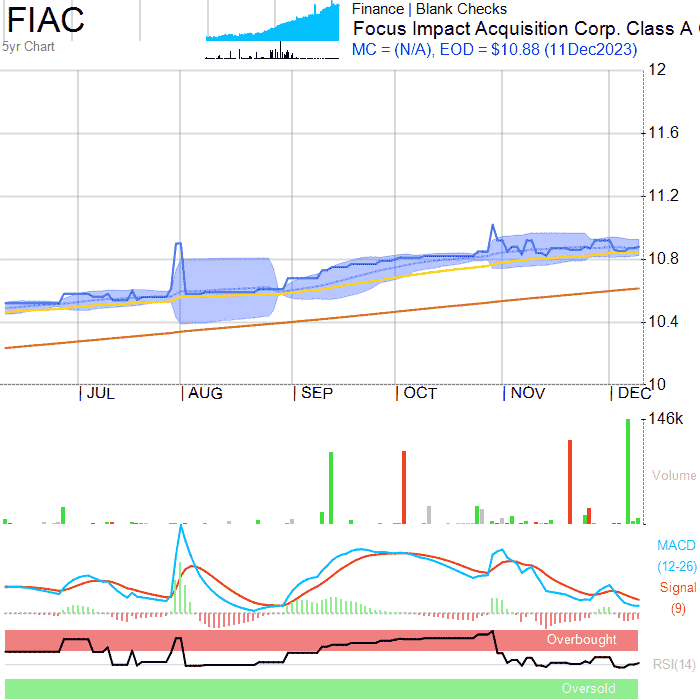 FIAC
5yr Chart
Finance | Blank Checks
Focus Impact Acquisition Corp. Class A
MC = (N/A), EOD = $10.88 (11Dec2023)
12
11.6
11.2
10.8
10.4
10
JUL
AUG
SEP
OCT
NOV
DEC
146k
Volume
MACD
(12-26)
Signal
(9)
Overbought
RSI(14)
Oversold